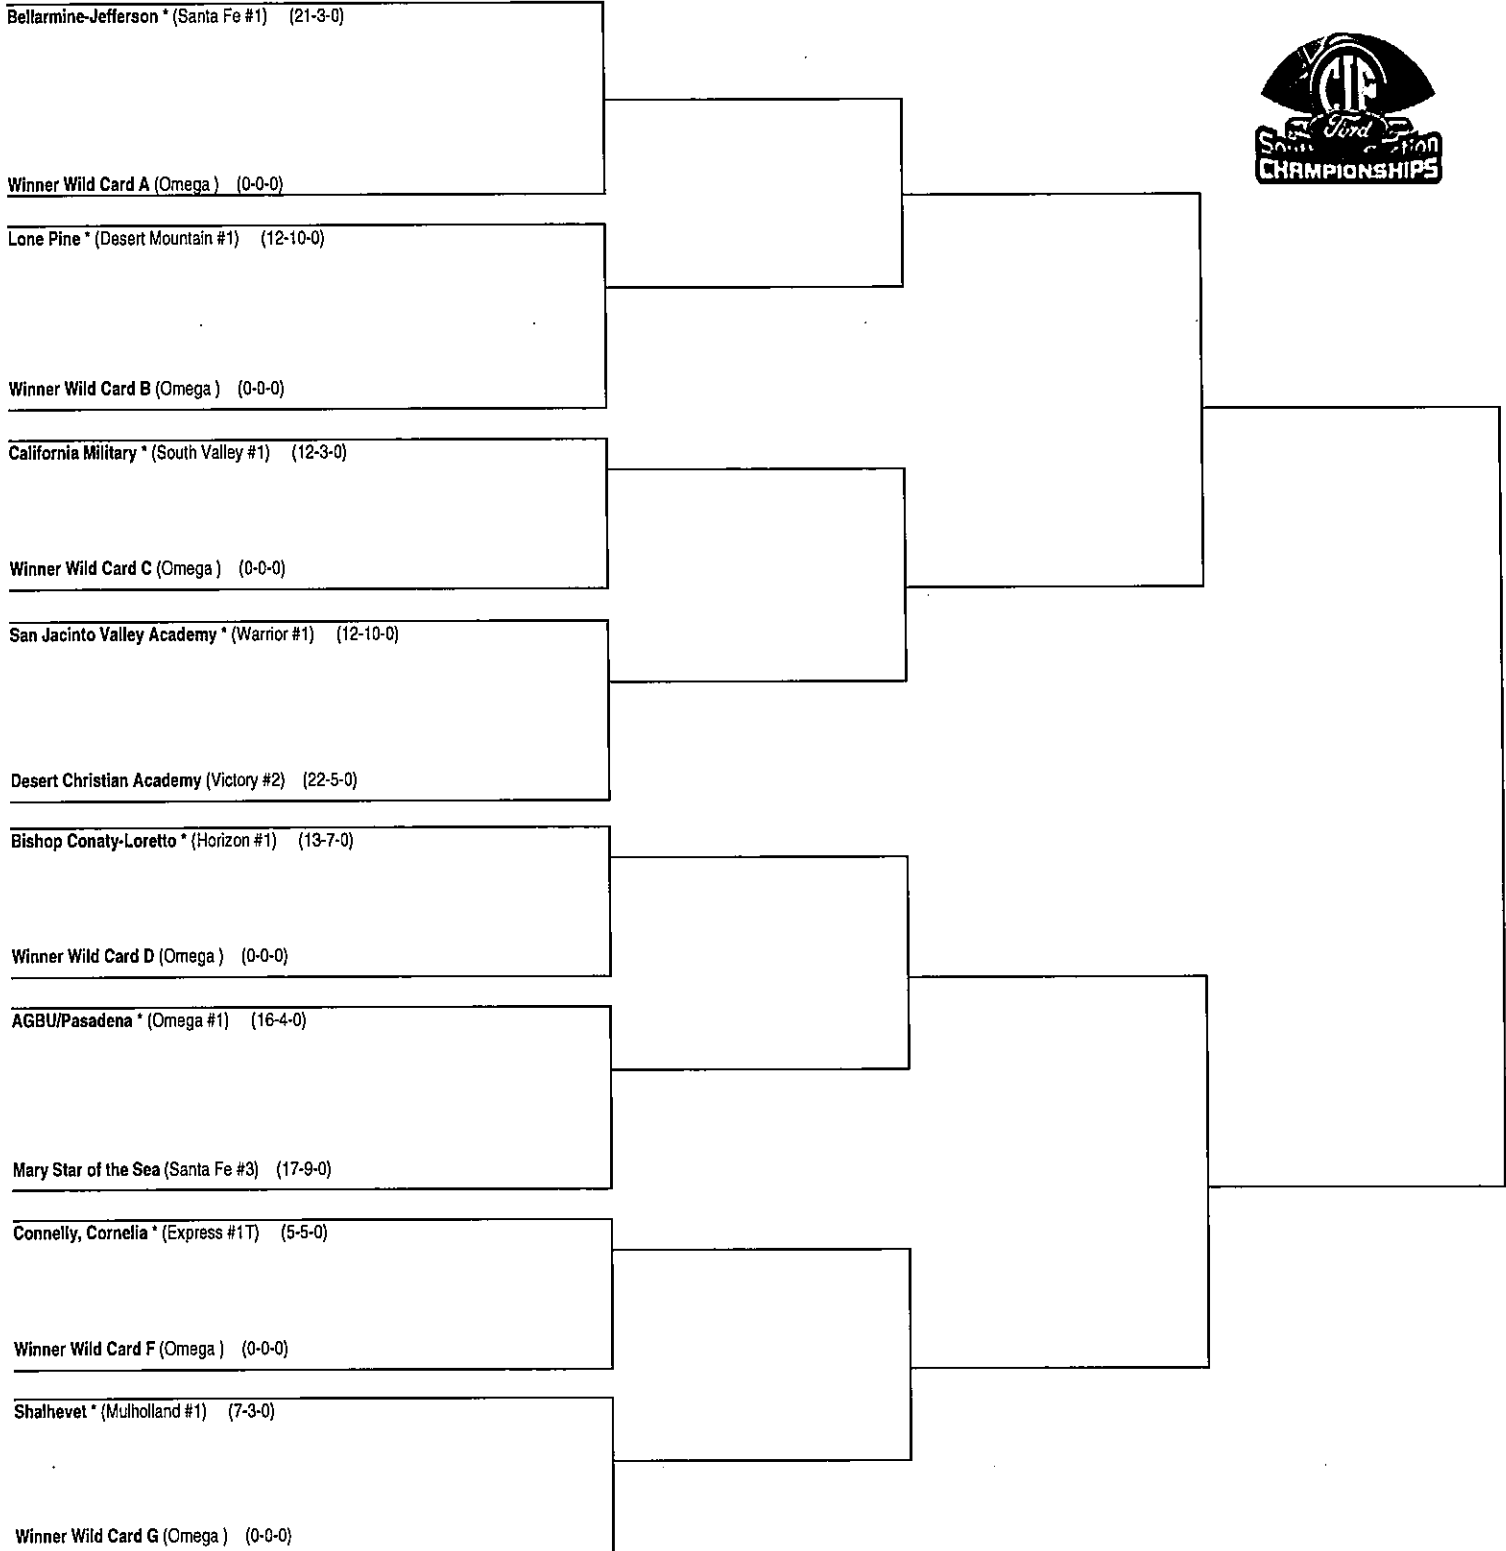 Bellarmine-Jefferson * (Santa Fe #1) (21-3-0)
CIF
Ford
CHAMPIONSHIPS
Winner Wild Card A (Omega ) (0-0-0)
Lone Pine * (Desert Mountain #1) (12-10-0)
Winner Wild Card B (Omega ) (0-0-0)
California Military * (South Valley #1) (12-3-0)
Winner Wild Card C (Omega ) (0-0-0)
San Jacinto Valley Academy * (Warrior #1) (12-10-0)
Desert Christian Academy (Victory #2) (22-5-0)
Bishop Conaty-Loretto * (Horizon #1) (13-7-0)
Winner Wild Card D (Omega ) (0-0-0)
AGBU/Pasadena * (Omega #1) (16-4-0)
Mary Star of the Sea (Santa Fe #3) (17-9-0)
Connelly, Cornelia * (Express #1T) (5-5-0)
Winner Wild Card F (Omega ) (0-0-0)
Shalhevet * (Mulholland #1) (7-3-0)
Winner Wild Card G (Omega ) (0-0-0)